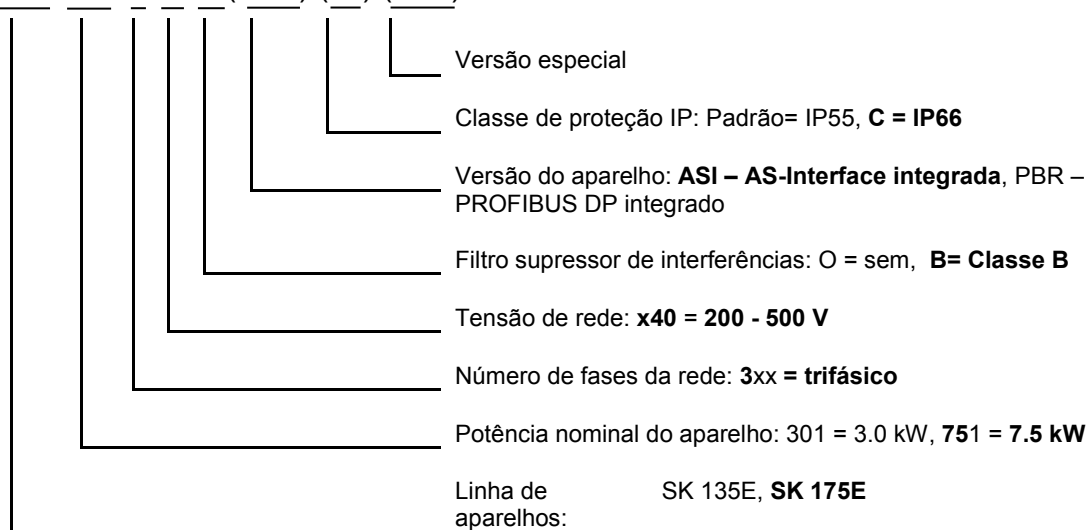 Versão especial
Classe de proteção IP: Padrão= IP55, C = IP66
Versão do aparelho: ASI – AS-Interface integrada, PBR –
PROFIBUS DP integrado
Filtro supressor de interferências: O = sem, B= Classe B
Tensão de rede: x40 = 200 - 500 V
Número de fases da rede: 3xx = trifásico
Potência nominal do aparelho: 301 = 3.0 kW, 751 = 7.5 kW
Linha de SK 135E, SK 175E
aparelhos: